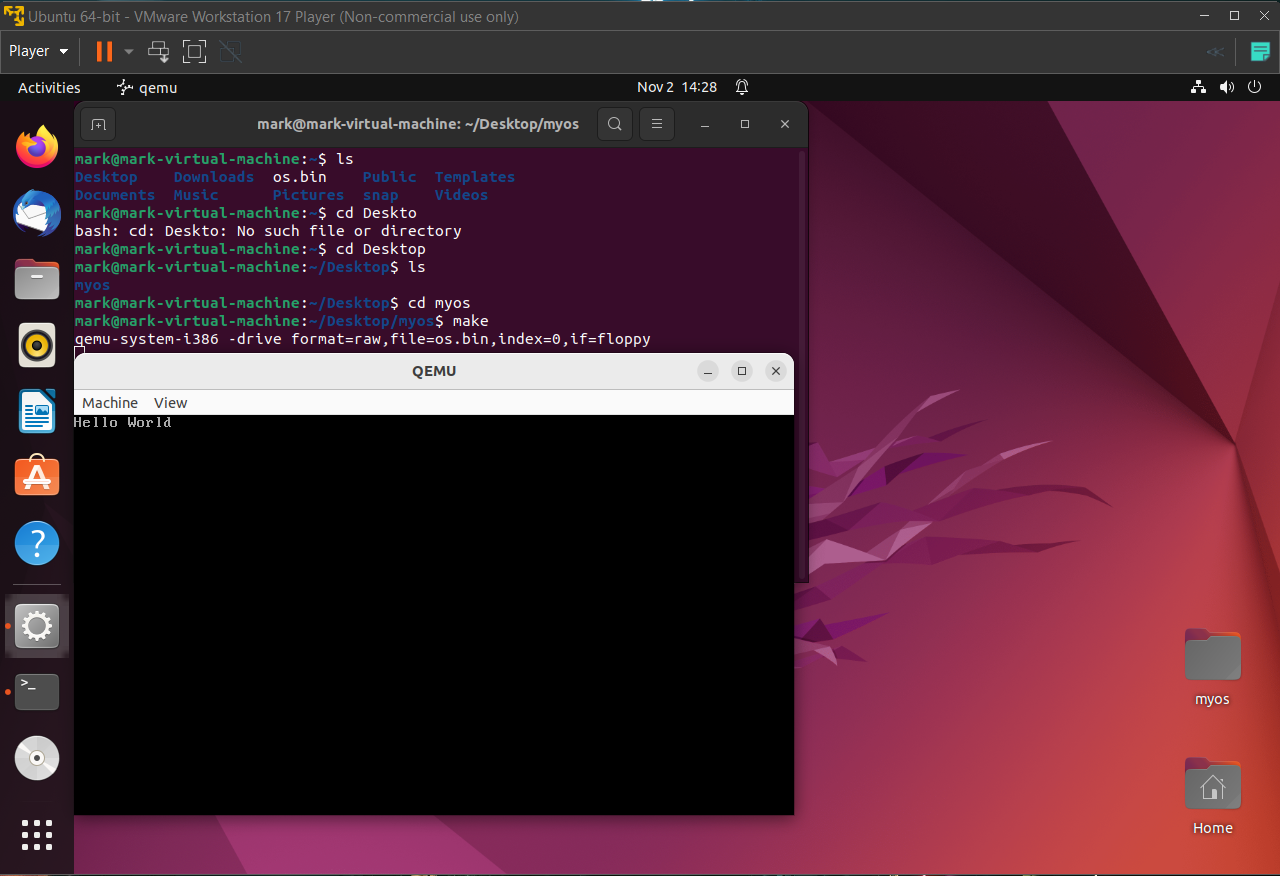 Ubuntu 64-bit - VMware Workstation 17 Player (Non-commercial use only)
Player
Activities
qemu
Nov 2 14:28
mark@mark-virtual-machine: ~/Desktop/myos
mark@mark-virtual-machine:~$ ls
Desktop Downloads os.bin Public Templates
Documents Music Pictures snap Videos
mark@mark-virtual-machine:~$ cd Deskto
bash: cd: Deskto: No such file or directory
mark@mark-virtual-machine:~$ cd Desktop
mark@mark-virtual-machine:~/Desktop$ ls
myos
mark@mark-virtual-machine:~/Desktop$ cd myos
mark@mark-virtual-machine:~/Desktop/myos$ make
qemu-system-i386 -drive format=raw,file=os.bin,index=0,if=floppy
QEMU
Machine View
Hello World
myos
Home